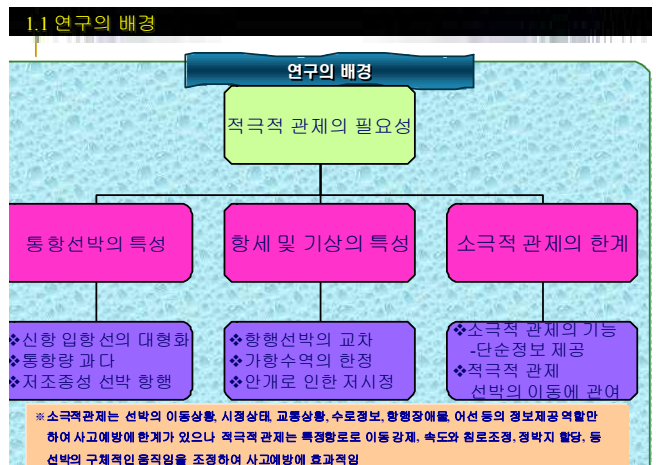 1.1 연구의 배경
연구의 배경
적극적 관제의 필요성
통항선박의 특성
항세 및 기상의 특성
소극적 관제의 한계
❖신항 입항 선의 대형화
❖통항량 과다
❖저조종성 선박 항행
❖항행선박의 교차
❖가항수역의 한정
❖안개로 인한 저시정
❖소극적 관제의 기능
-단순정보 제공
❖적극적 관제
선박의 이동에 관여
※소극적관제는 선박의 이동상황, 시정상태, 교통상황, 수로정보, 항행장애물, 어선 등의 정보제공 역할만
하여 사고예방에 한계가 있으나 적극적 관제는 특정항로로 이동 강제, 속도와 침로조정, 정박지 할당, 등
선박의 구체적인 움직임을 조정하여 사고예방에 효과적임